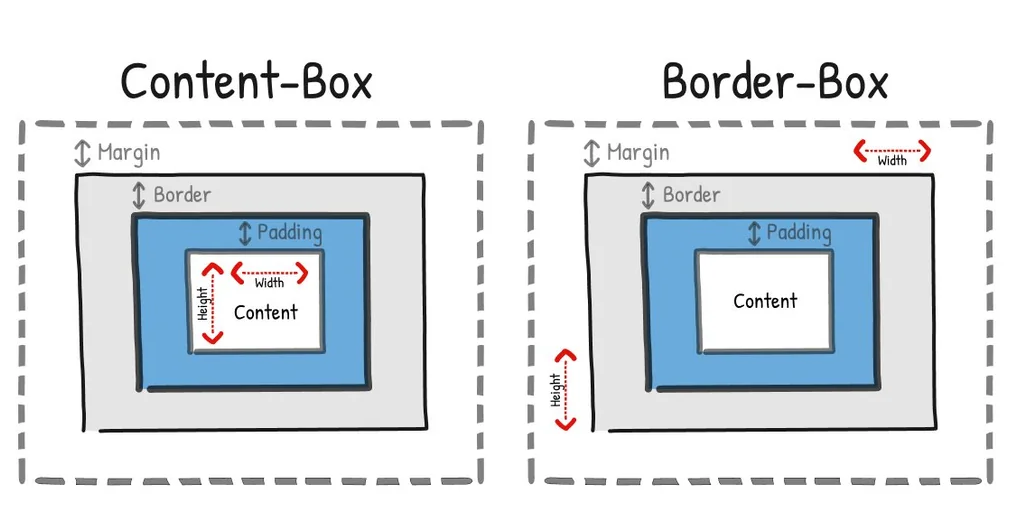 Content-Box
Margin
Border
Padding
Width
Height
Content
Border-Box
Margin
Width
Border
Padding
Content
Height